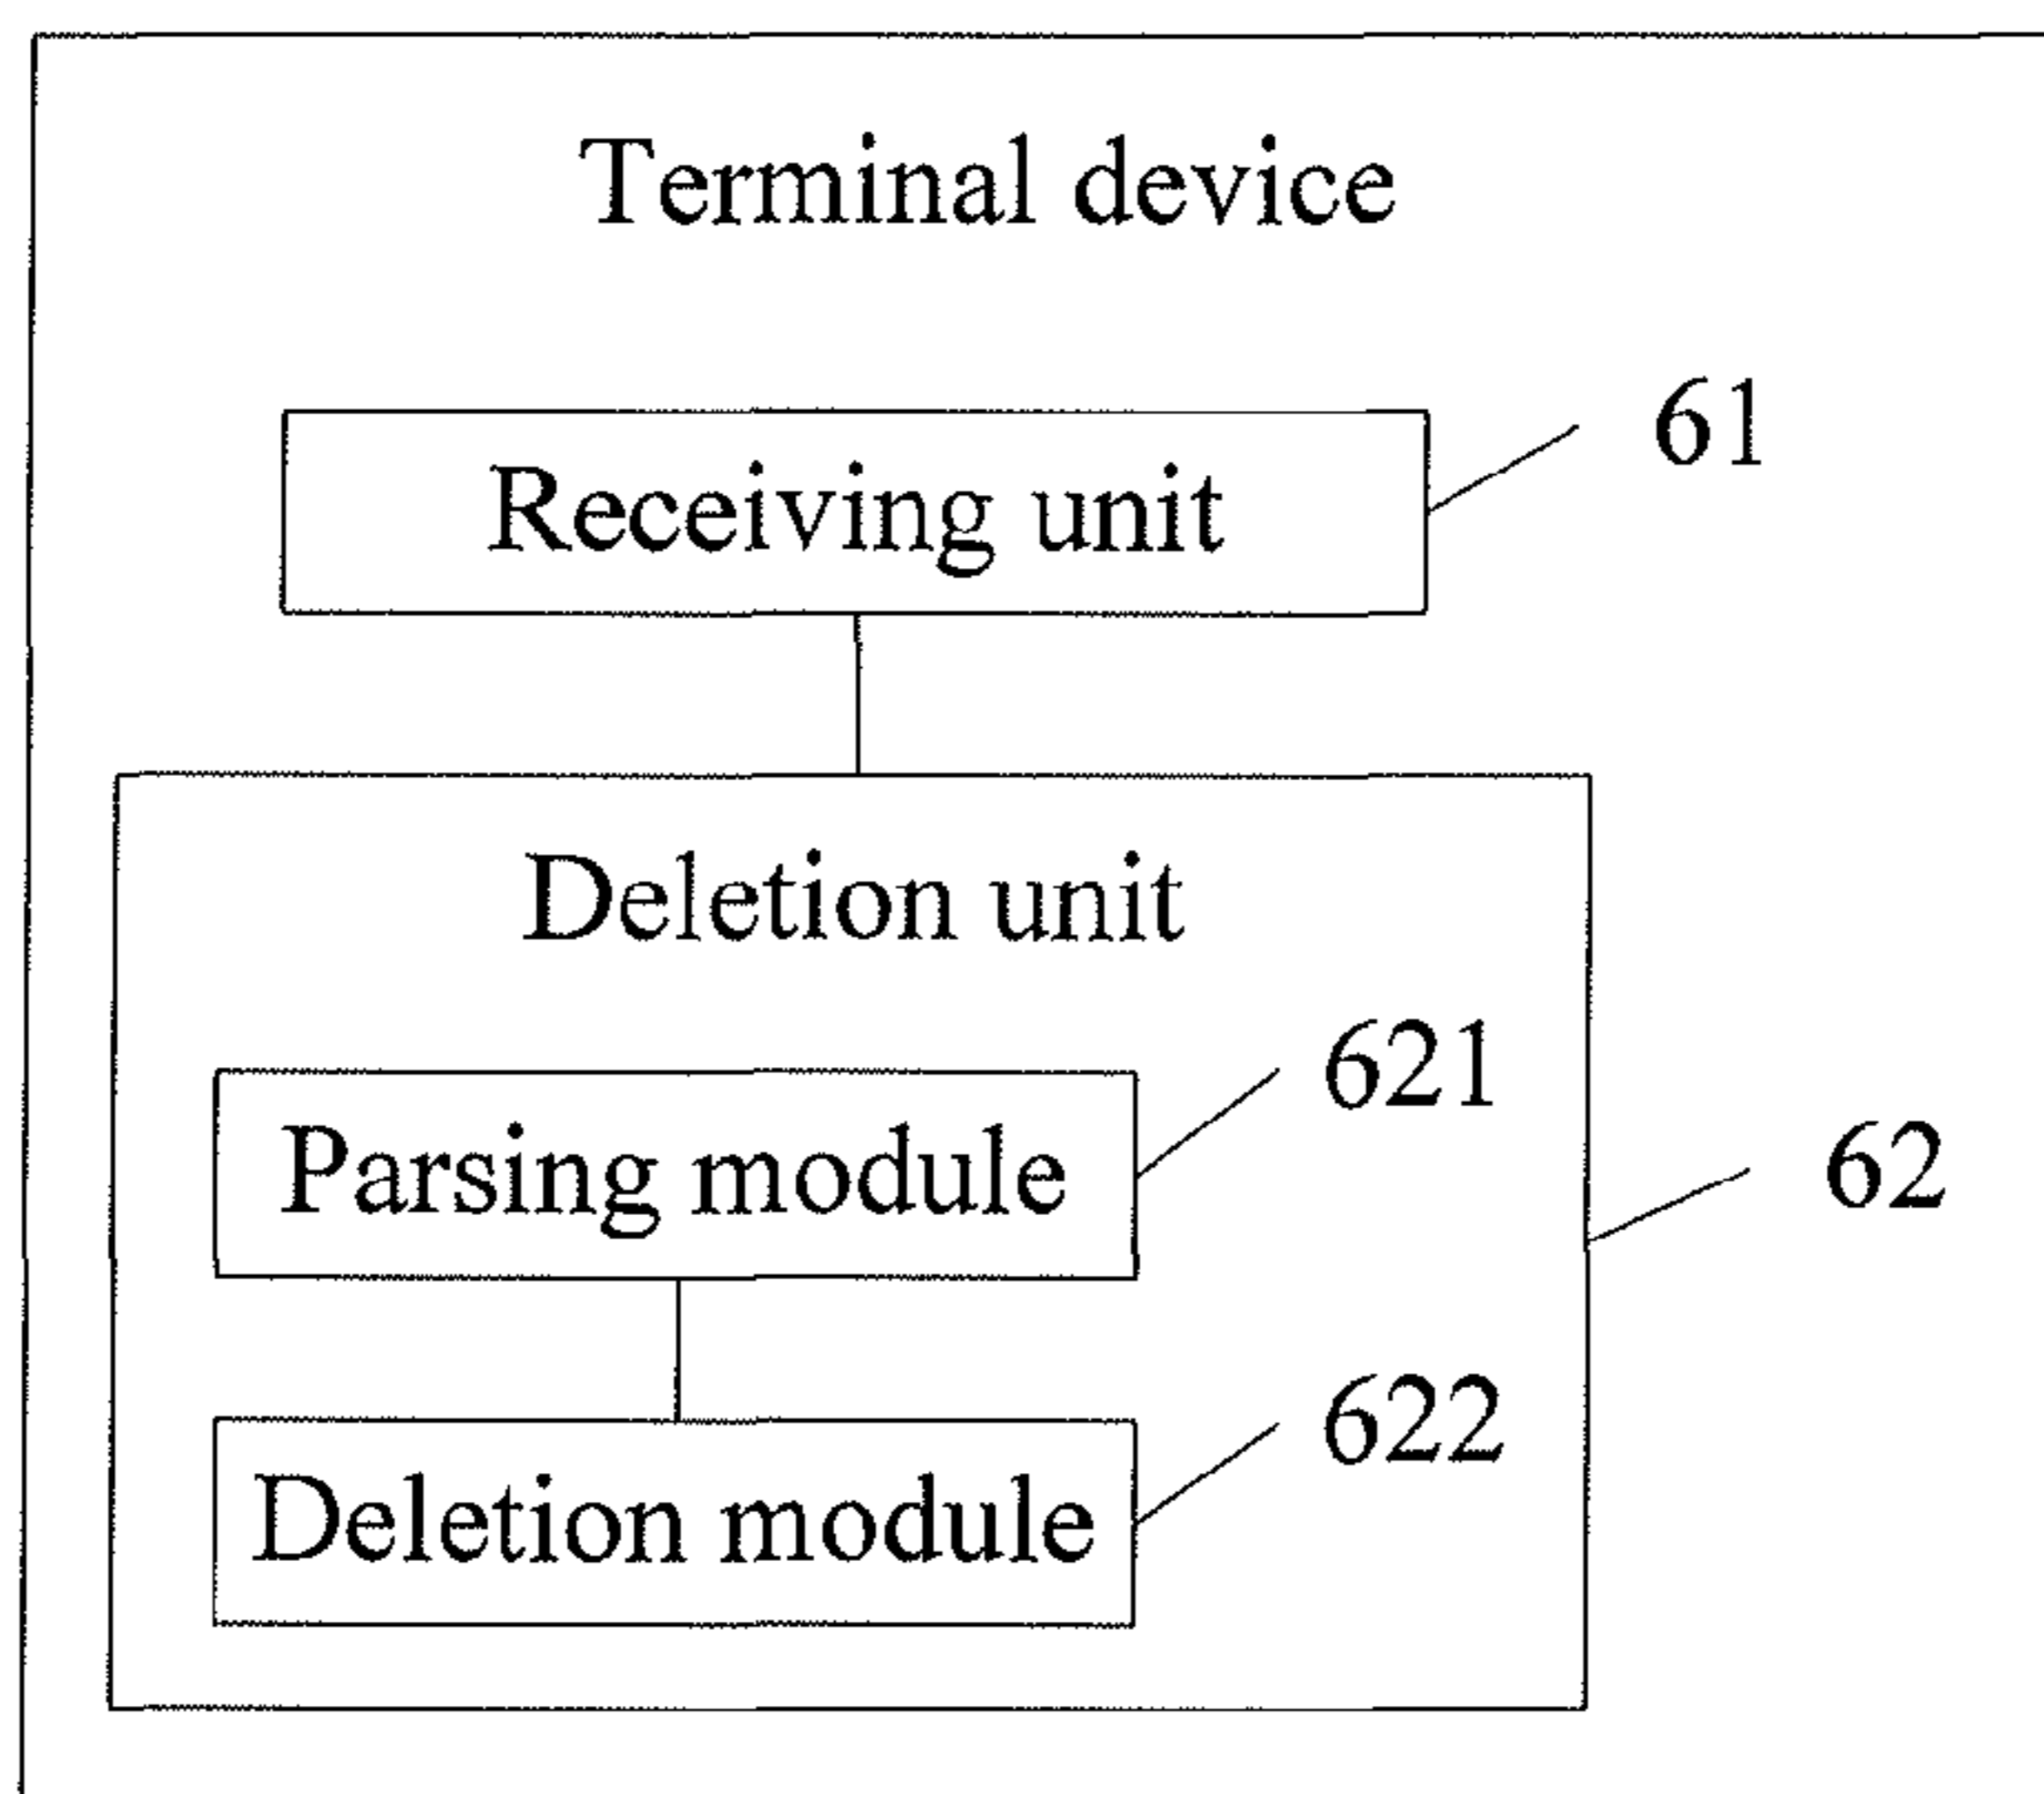 Terminal device
61
Receiving unit
Deletion unit
621
Parsing module
62
622
Deletion module